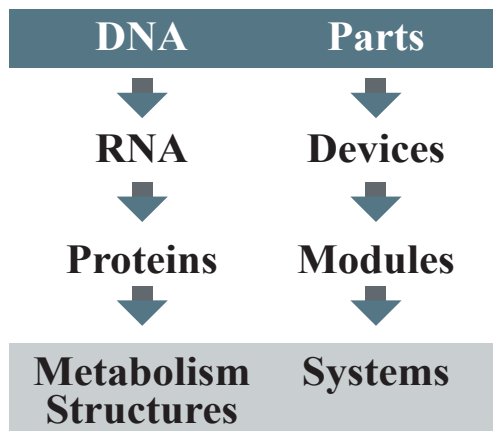 DNA Parts
RNA Devices
Proteins Modules
Metabolism Systems
Structures